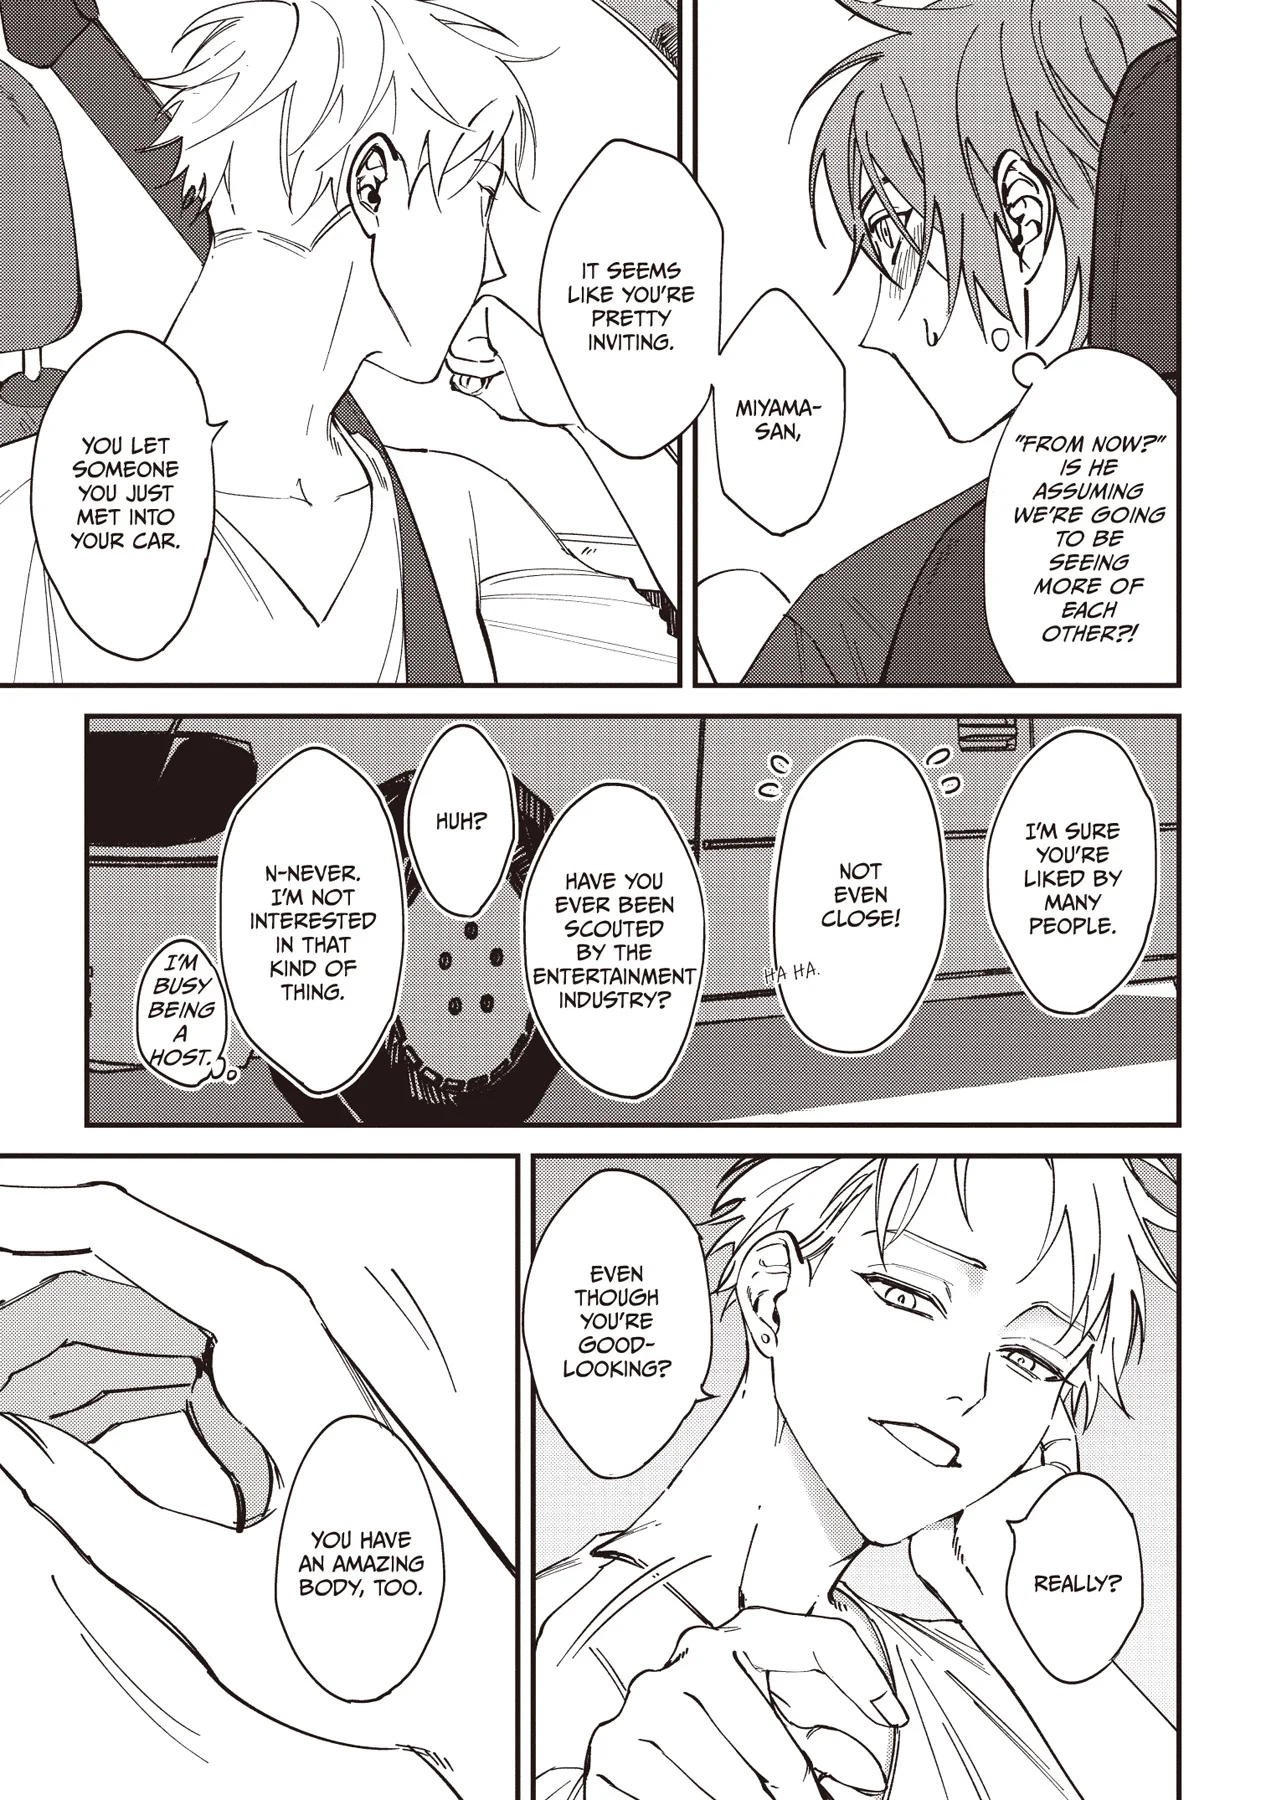 "FROM NOW?"
IS HE
ASSUMING
WE'RE GOING
TO BE
SEEING
MORE OF
EACH
OTHER?!
MIYAMA-
SAN,
IT SEEMS
LIKE YOU'RE
PRETTY
INVITING.
YOU LET
SOMEONE
YOU JUST
MET INTO
YOUR CAR.
I'M SURE
YOU'RE
LIKED BY
MANY
PEOPLE.
NOT
EVEN
CLOSE!
HA HA.
HAVE YOU
EVER BEEN
SCOUTED
BY THE
ENTERTAINMENT
INDUSTRY?
HUH?
N-NEVER.
I'M NOT
INTERESTED
IN THAT
KIND OF
THING.
I'M
BUSY
BEING
A
HOST.
REALLY?
EVEN
THOUGH
YOU'RE
GOOD-
LOOKING?
YOU HAVE
AN AMAZING
BODY, TOO.